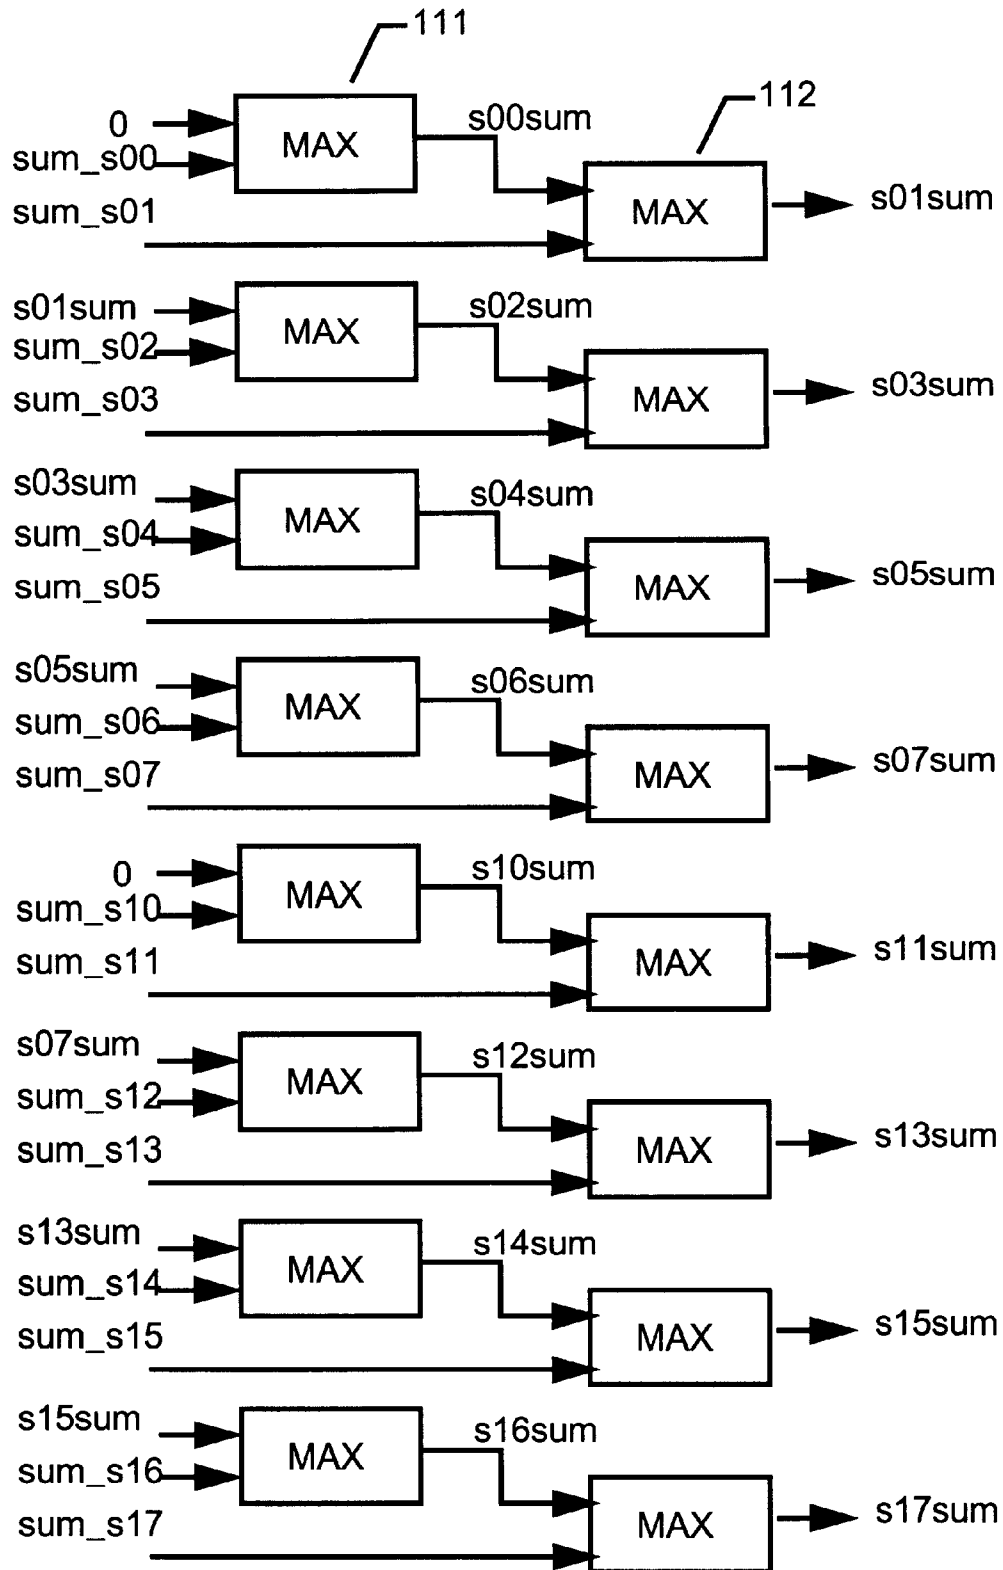 111
112
0
MAX
s00sum
sum_s00
sum_s01
MAX
s01sum
s01sum
MAX
s02sum
sum_s02
sum_s03
MAX
s03sum
s03sum
MAX
s04sum
sum_s04
sum_s05
MAX
s05sum
s05sum
MAX
s06sum
sum_s06
sum_s07
MAX
s07sum
0
MAX
s10sum
sum_s10
sum_s11
MAX
s11sum
s07sum
MAX
s12sum
sum_s12
sum_s13
MAX
s13sum
s13sum
MAX
s14sum
sum_s14
sum_s15
MAX
s15sum
s15sum
MAX
s16sum
sum_s16
sum_s17
MAX
s17sum